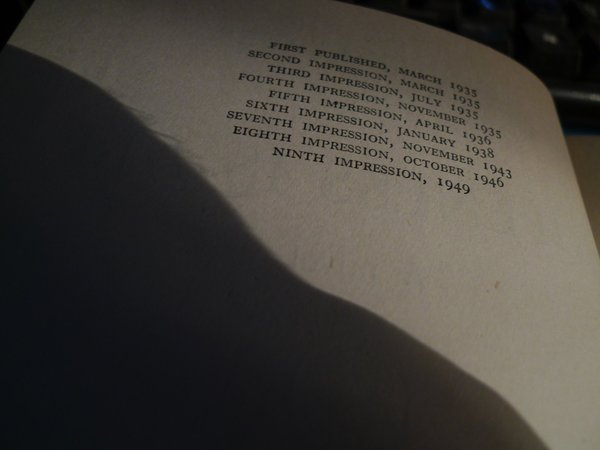 FIRST PUBLISHED, MARCH 1935
SECOND IMPRESSION, MARCH 1935
THIRD IMPRESSION, JULY 1935
FOURTH IMPRESSION, NOVEMBER 1935
FIFTH IMPRESSION, APRIL 1936
SIXTH IMPRESSION, JANUARY 1938
SEVENTH IMPRESSION, NOVEMBER 1943
EIGHTH IMPRESSION, OCTOBER 1946
NINTH IMPRESSION, 1949